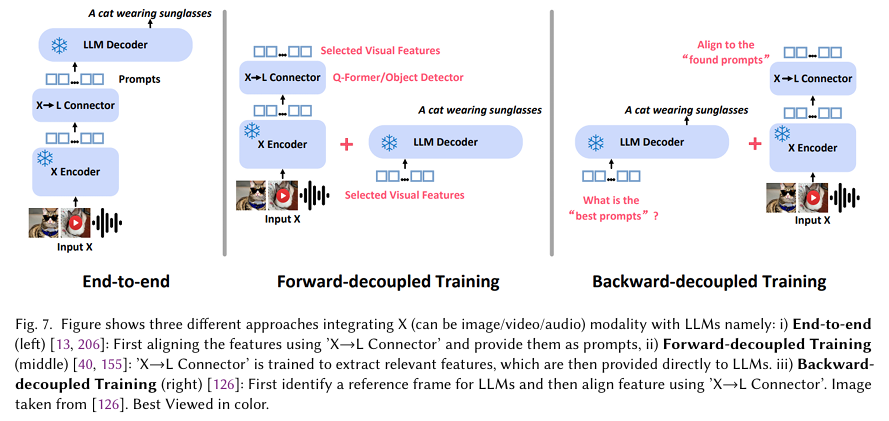 A cat wearing sunglasses
LLM Decoder
Prompts
X→L Connector
X Encoder
Input X
End-to-end
Selected Visual Features
X→L Connector
Q-Former/Object Detector
X Encoder
Input X
+
A cat wearing sunglasses
LLM Decoder
Selected Visual Features
Forward-decoupled Training
A cat wearing sunglasses
LLM Decoder
What is the
“best prompts” ?
+
Align to the
“found prompts”
X→L Connector
X Encoder
Input X
Backward-decoupled Training
Fig. 7. Figure shows three different approaches integrating X (can be image/video/audio) modality with LLMs namely: i) End-to-end
(left) [13, 206]: First aligning the features using ’X→L Connector’ and provide them as prompts, ii) Forward-decoupled Training
(middle) [40, 155]: ’X→L Connector’ is trained to extract relevant features, which are then provided directly to LLMs. iii) Backward-
decoupled Training (right) [126]: First identify a reference frame for LLMs and then align feature using ’X→L Connector’. Image
taken from [126]. Best Viewed in color.